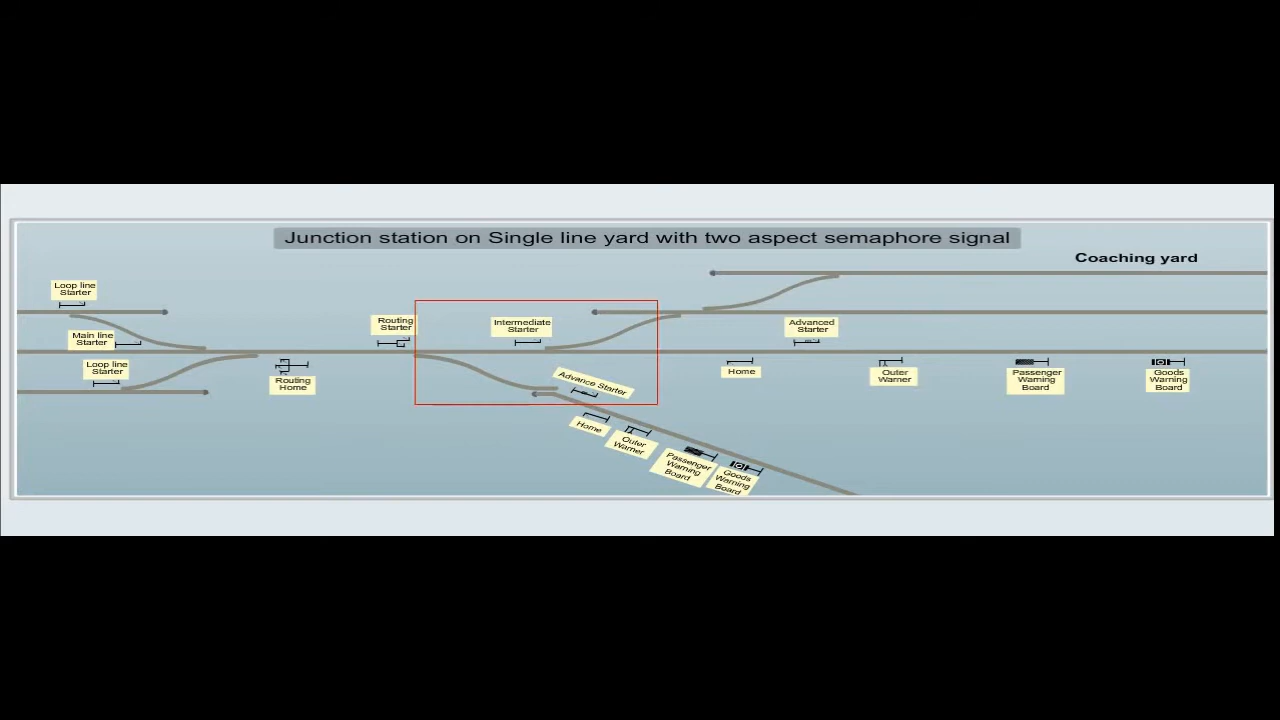 Junction station on Single line yard with two aspect semaphore signal
Coaching yard
Loop line
Starter
Main line
Starter
Loop line
Starter
Routing
Home
Routing
Starter
Intermediate
Starter
Advanced
Starter
Home
Outer
Warner
Passenger
Warning
Board
Goods
Warning
Board
Advance Starter
Home
Outer
Warner
Passenger
Warning
Board
Goods
Warning
Board